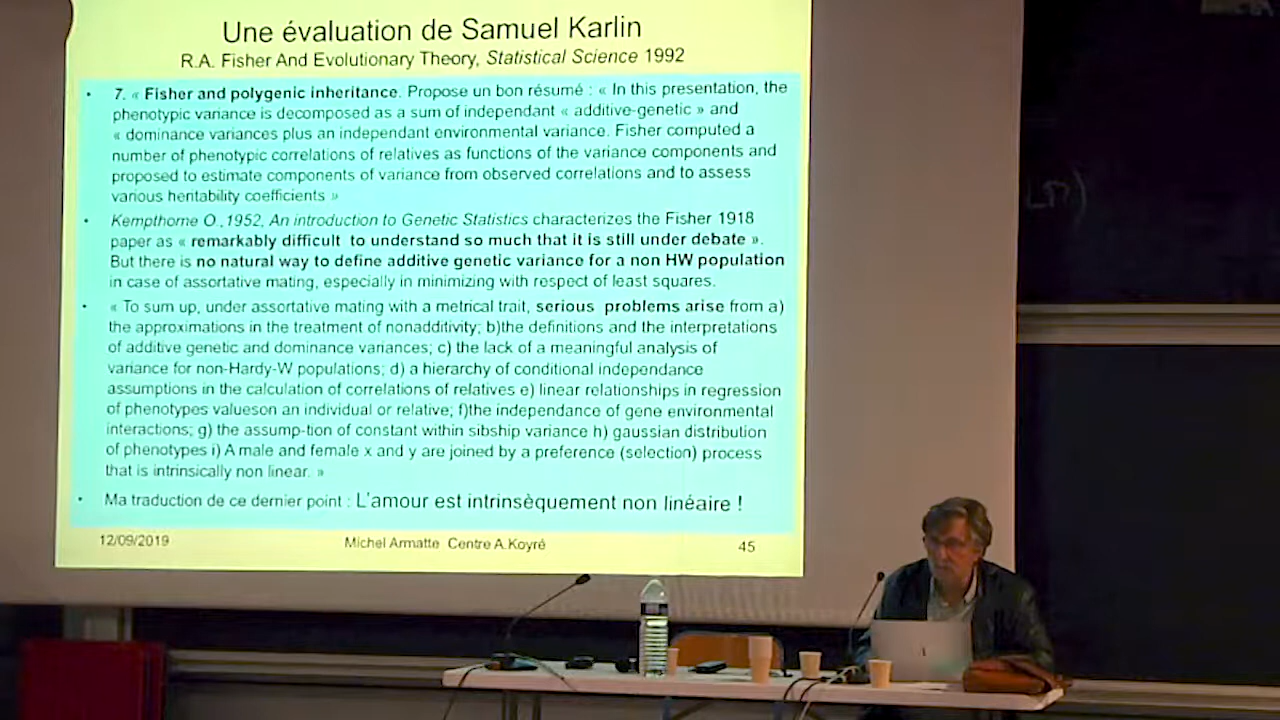 Une évaluation de Samuel Karlin
R.A. Fisher And Evolutionary Theory, Statistical Science 1992
• 7. « Fisher and polygenic inheritance. Propose un bon résumé : « In this presentation, the
phenotypic variance is decomposed as a sum of independant « additive-genetic » and
« dominance variances plus an independant environmental variance. Fisher computed a
number of phenotypic correlations of relatives as functions of the variance components and
proposed to estimate components of variance from observed correlations and to assess
various heritability coefficients »
• Kempthorne O., 1952, An introduction to Genetic Statistics characterizes the Fisher 1918
paper as « remarkably difficult to understand so much that it is still under debate ».
But there is no natural way to define additive genetic variance for a non HW population
in case of assortative mating, especially in minimizing with respect of least squares.
• « To sum up, under assortative mating with a metrical trait, serious problems arise from a)
the approximations in the treatment of nonadditivity; b)the definitions and the interpretations
of additive genetic and dominance variances; c) the lack of a meaningful analysis of
variance for non-Hardy-W populations; d) a hierarchy of conditional independance
assumptions in the calculation of correlations of relatives e) linear relationships in regression
of phenotypes valueson an individual or relative; f)the independance of gene environmental
interactions; g) the assump-tion of constant within sibship variance h) gaussian distribution
of phenotypes i) A male and female x and y are joined by a preference (selection) process
that is intrinsically non linear. »
• Ma traduction de ce dernier point : L'amour est intrinsèquement non linéaire !
12/09/2019 Michel Armatte Centre A.Koyré 45